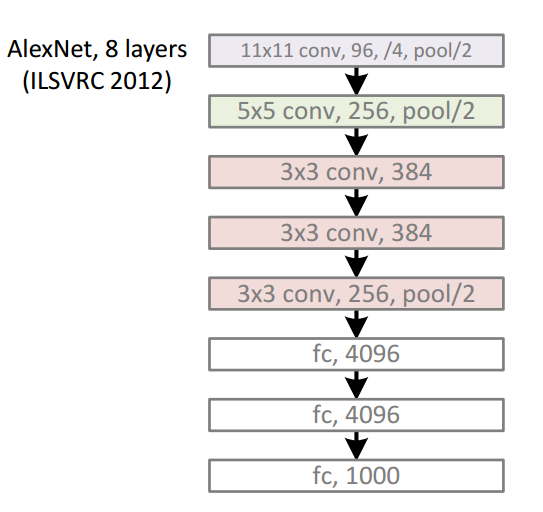 AlexNet, 8 layers
(ILSVRC 2012)
11x11 conv, 96, /4, pool/2
5x5 conv, 256, pool/2
3x3 conv, 384
3x3 conv, 384
3x3 conv, 256, pool/2
fc, 4096
fc, 4096
fc, 1000